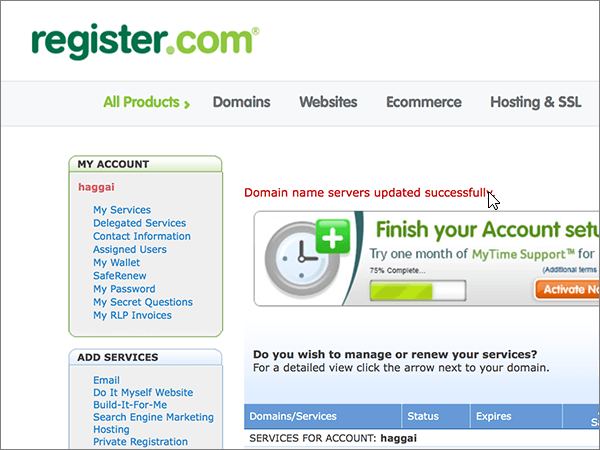 register.com®
All Products Domains Websites Ecommerce Hosting & SSL
MY ACCOUNT
haggai
My Services
Delegated Services
Contact Information
Assigned Users
My Wallet
SafeRenew
My Password
My Secret Questions
My RLP Invoices
ADD SERVICES
Email
Do It Myself Website
Build-It-For-Me
Search Engine Marketing
Hosting
Private Registration
Domain name servers updated successfully.
Finish your Account setu
Try one month of MyTime Support™ for
75% Complete...
(Additional terms
Activate No
Do you wish to manage or renew your services?
For a detailed view click the arrow next to your domain.
Domains/Services Status Expires
SERVICES FOR ACCOUNT: haggai